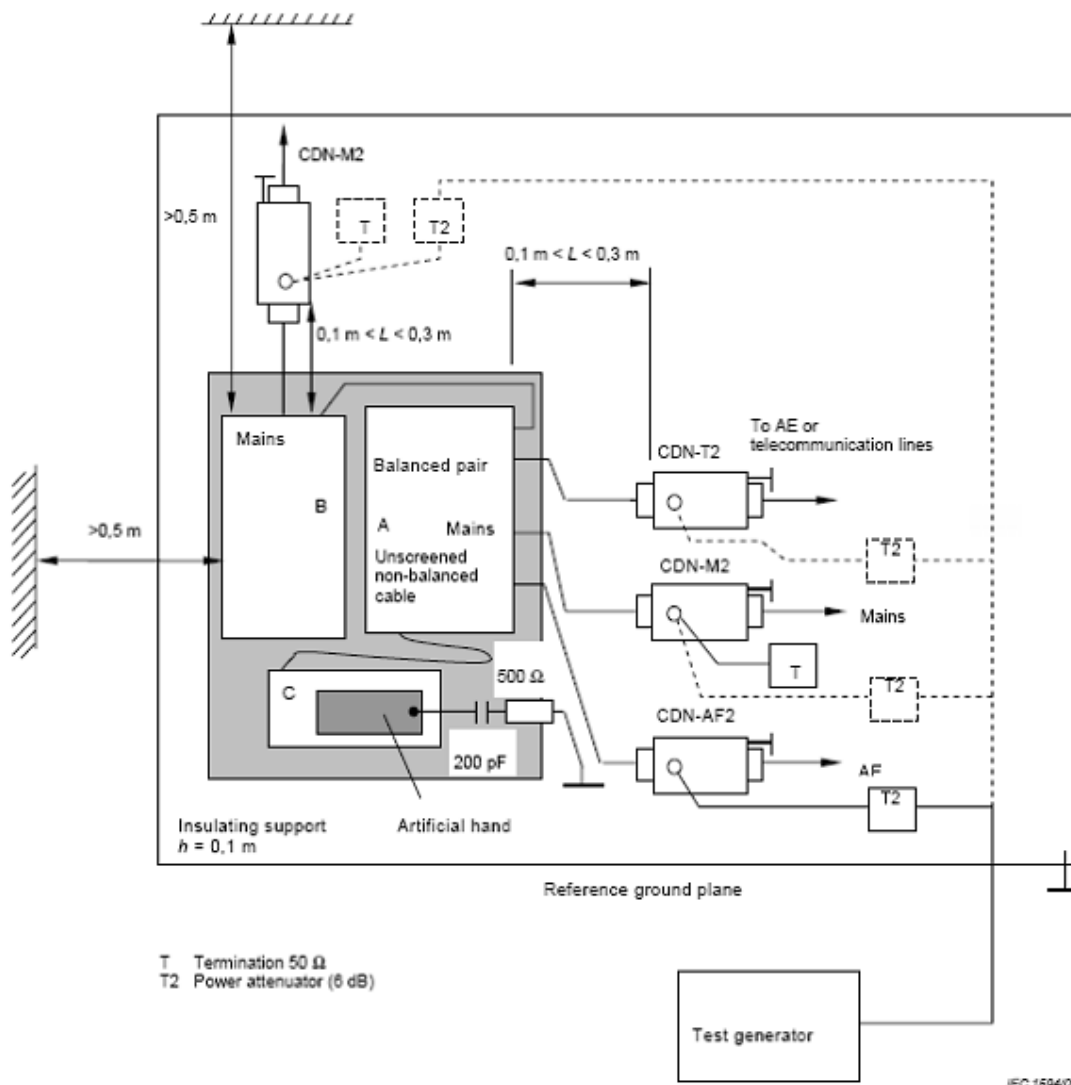 CDN-M2
>0,5 m
T
T2
0,1 m < L < 0,3 m
0,1 m < L < 0,3 m
Mains
To AE or
telecommunication lines
CDN-T2
Balanced pair
B
A
Mains
>0,5 m
T2
Unscreened
non-balanced
cable
CDN-M2
Mains
T
500 Ω
T2
C
CDN-AF2
200 pF
AF
T2
Insulating support
h = 0,1 m
Artificial hand
Reference ground plane
T Termination 50 Ω
T2 Power attenuator (6 dB)
Test generator